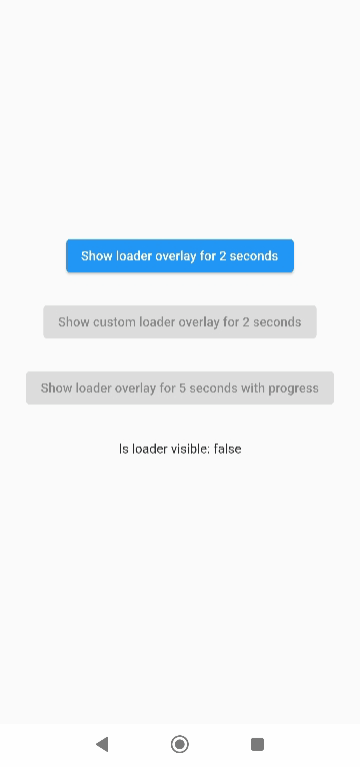 Show loader overlay for 2 seconds
Show custom loader overlay for 2 seconds
Show loader overlay for 5 seconds with progress
Is loader visible: false